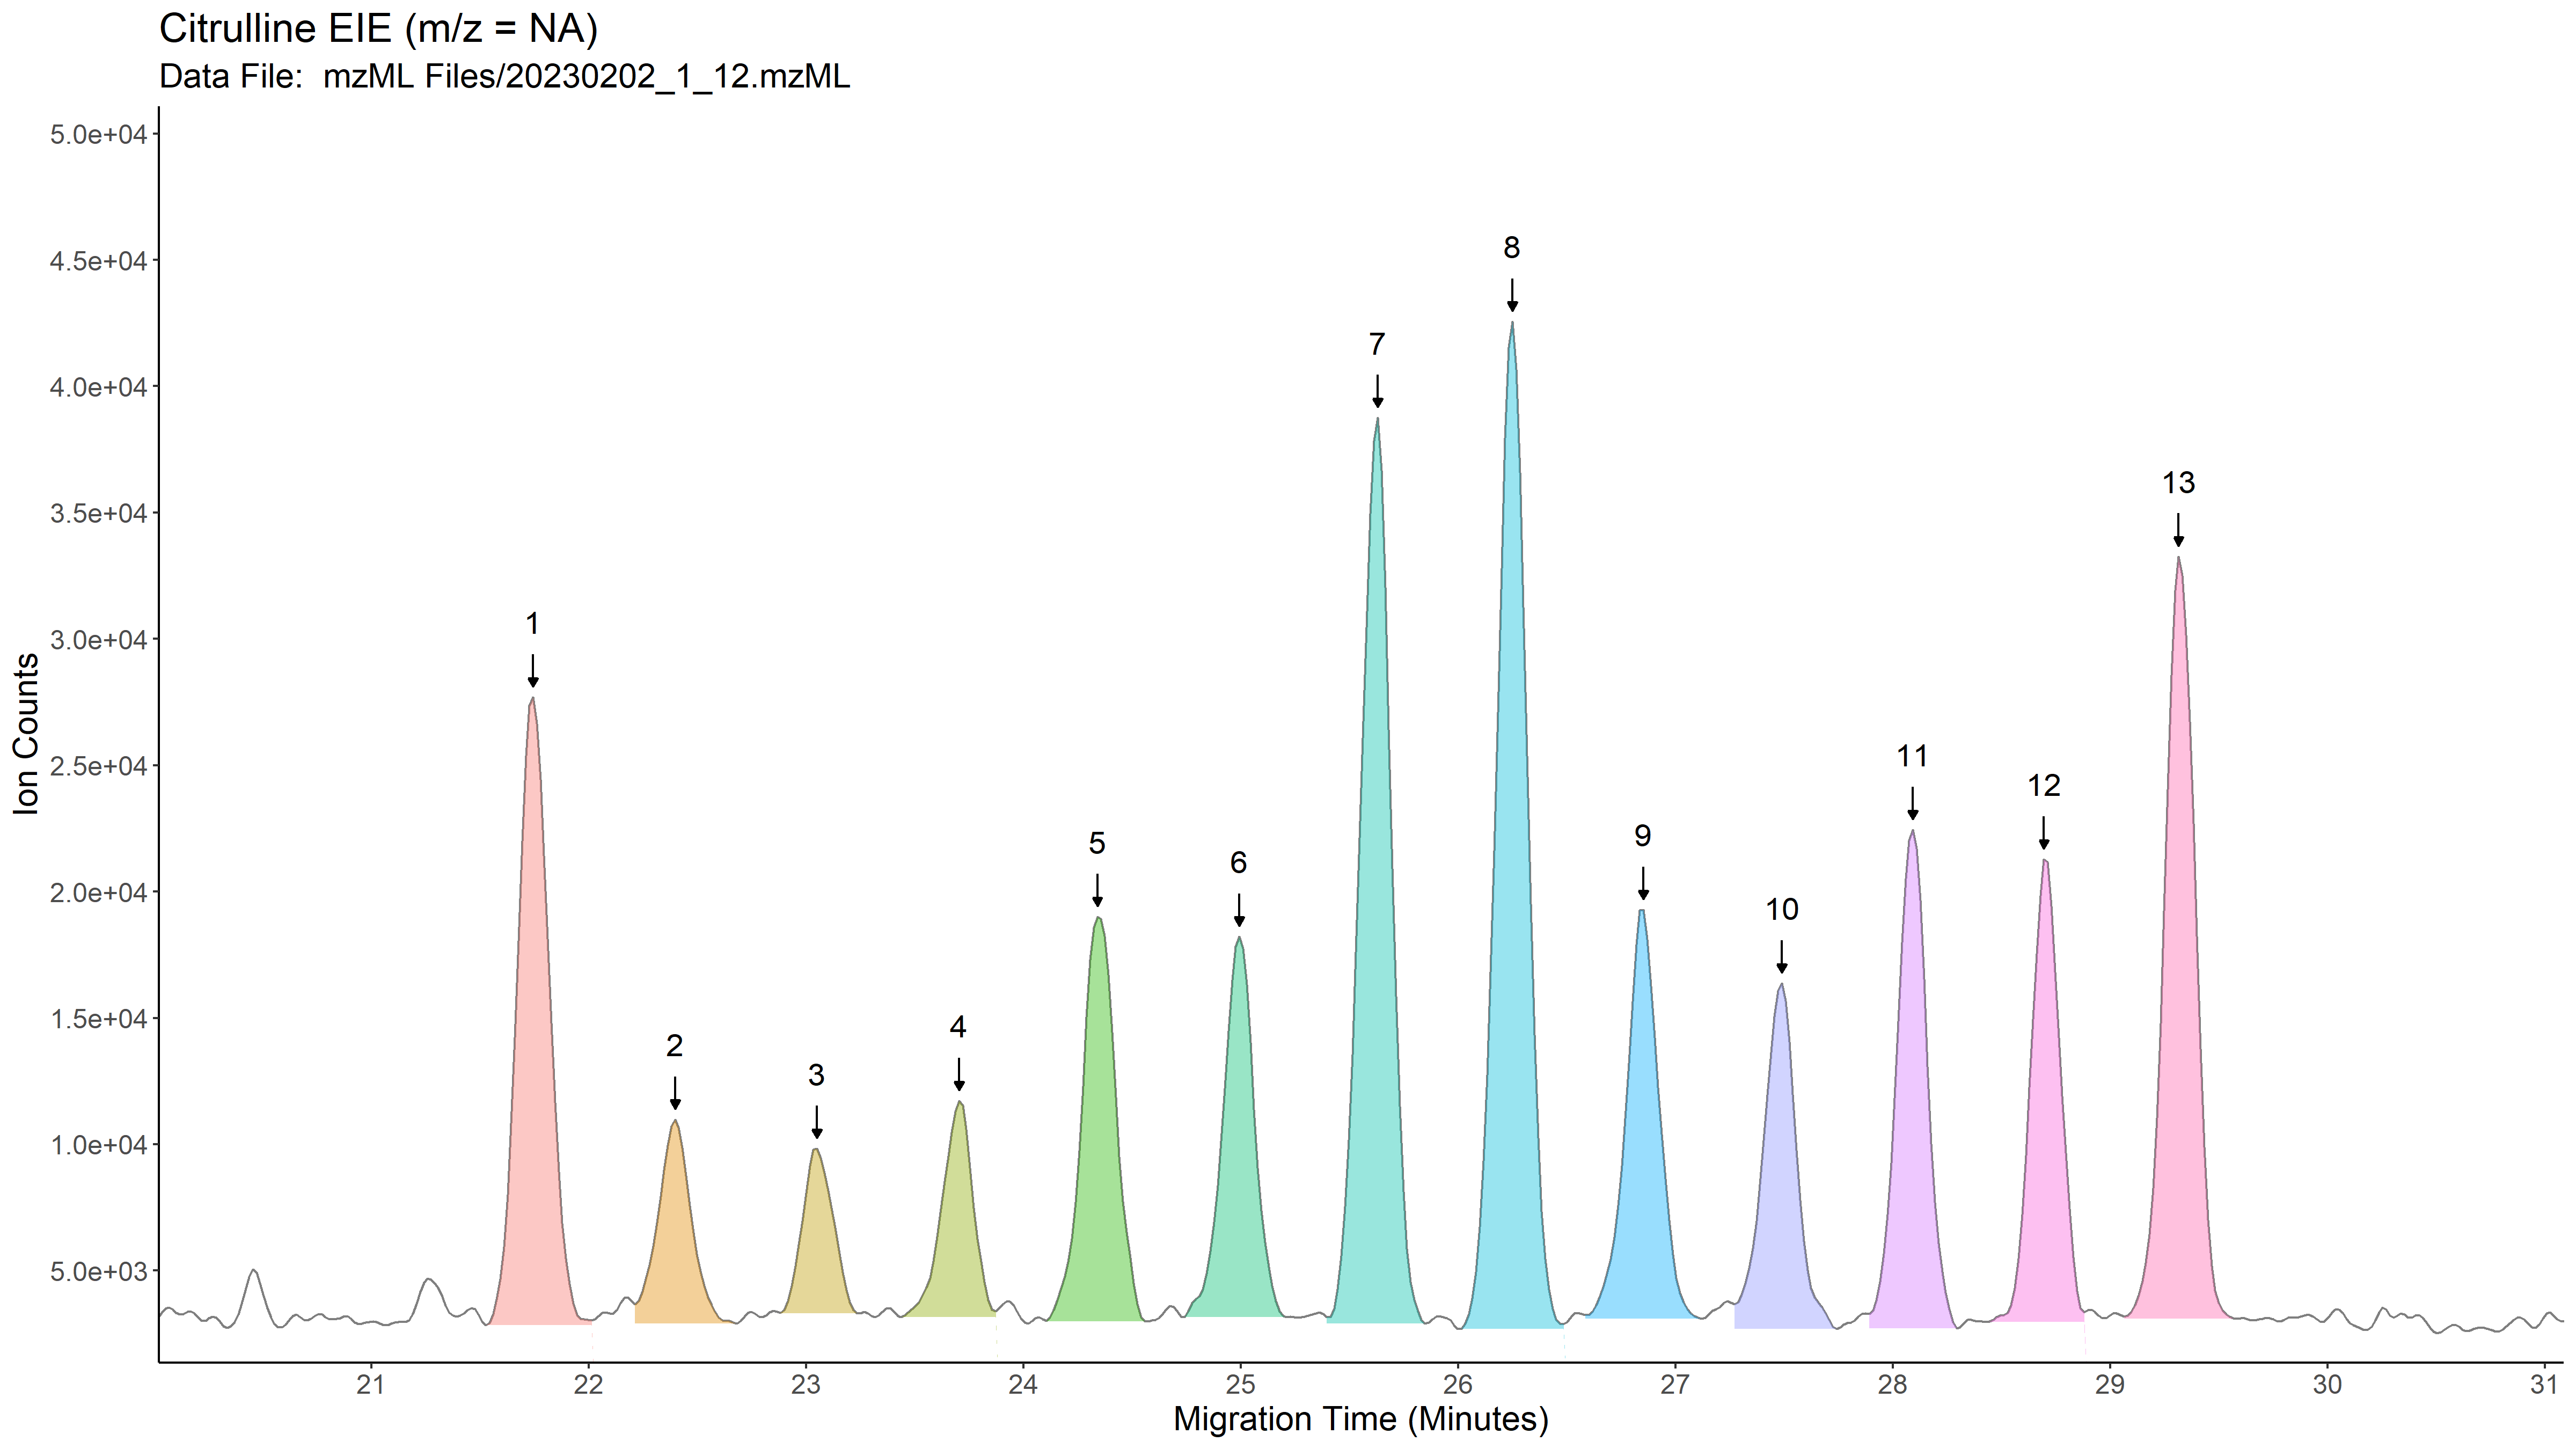 Citrulline EIE (m/z = NA)
Data File:  mzML Files/20230202_1_12.mzML
5.0e+04
4.5e+04
4.0e+04
3.5e+04
3.0e+04
2.5e+04
2.0e+04
1.5e+04
1.0e+04
5.0e+03
Ion Counts
1
2
3
4
5
6
7
8
9
10
11
12
13
21 22 23 24 25 26 27 28 29 30 31
Migration Time (Minutes)